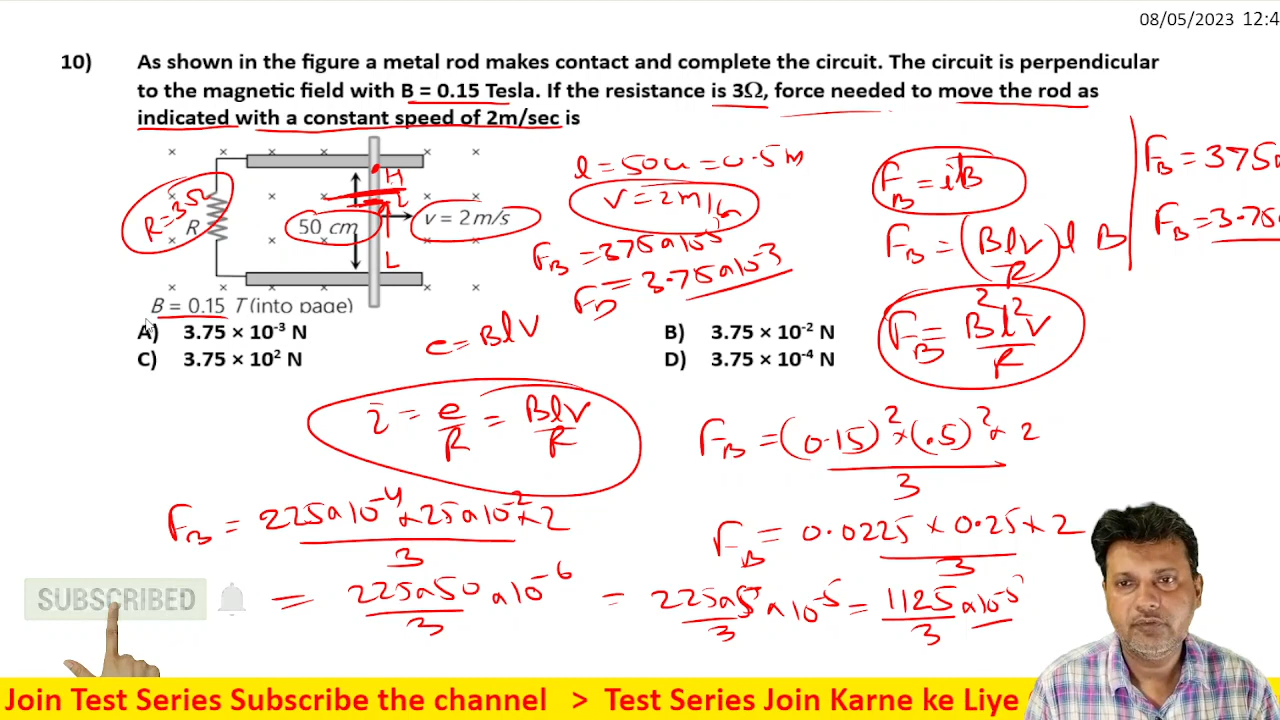 08/05/2023 12:4
10) As shown in the figure a metal rod makes contact and complete the circuit. The circuit is perpendicular
to the magnetic field with B = 0.15 Tesla. If the resistance is 3Ω, force needed to move the rod as
indicated with a constant speed of 2m/sec is
R=3Ω
R
50 cm
v = 2 m/s
H
L
B = 0.15 T (into page)
l = 50cm = 0.5m
V = 2m/s
F_B = 375×10⁻⁵
F_B = 3.75×10⁻³
F_B = ilB
F_B = (Blv/R) l B
F_B = B²l²v/R
F_B = 375
F_B = 3.75
A) 3.75 × 10⁻³ N
B) 3.75 × 10⁻² N
C) 3.75 × 10² N
D) 3.75 × 10⁻⁴ N
e = Blv
i = e/R = Blv/R
F_B = (0.15)² × (.5)² × 2 / 3
F_B = 225×10⁻⁴ × 25×10⁻² × 2 / 3
F_B = 0.0225 × 0.25 × 2 / 3
= 225×50/3 ×10⁻⁶ = 225×5/3 ×10⁻⁵ = 1125/3 ×10⁻⁵
SUBSCRIBED
Join Test Series Subscribe the channel > Test Series Join Karne ke Liye